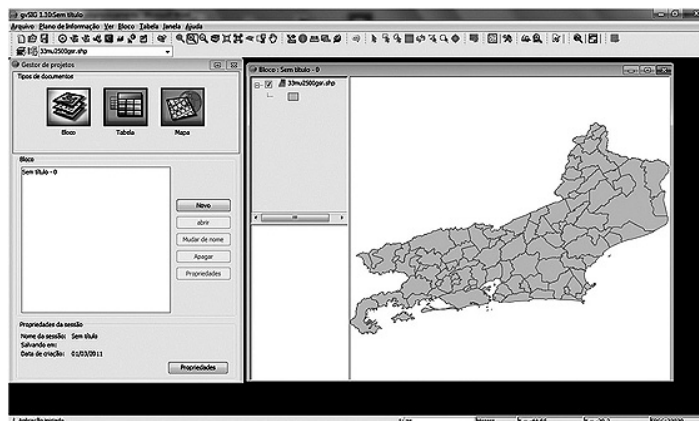 gvSIG 1.10:Sem título
Arquivo Plano de Informação Ver Bloco Tabela Janela Ajuda
33mu2500gsr.shp
Gestor de projetos
Tipos de documentos
Bloco
Tabela
Mapa
Bloco
Sem título - 0
Novo
abrir
Mudar de nome
Apagar
Propriedades
Propriedades da sessão
Nome da sessão: Sem título
Salvando em:
Data de criação: 01/03/2011
Propriedades
Bloco : Sem título - 0
33mu2500gsr.shp